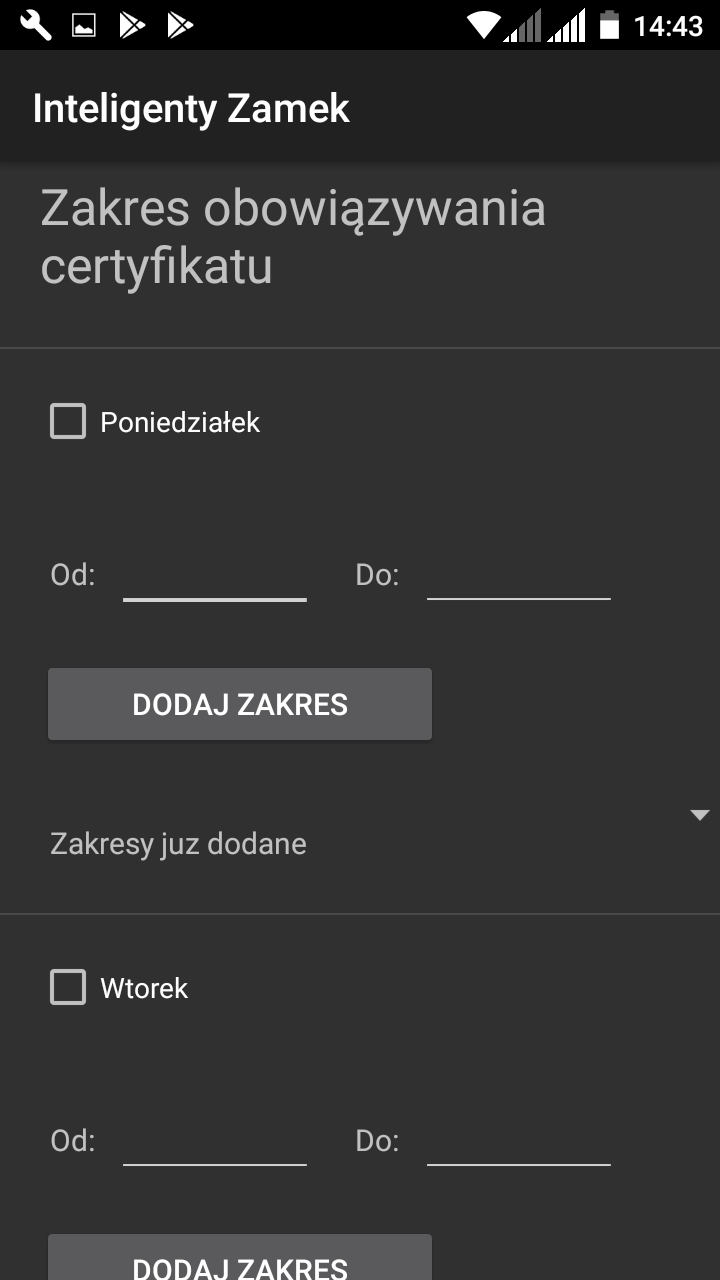 14:43
Inteligenty Zamek
Zakres obowiązywania
certyfikatu
Poniedziałek
Od: Do:
DODAJ ZAKRES
Zakresy juz dodane
Wtorek
Od: Do:
DODAJ ZAKRES